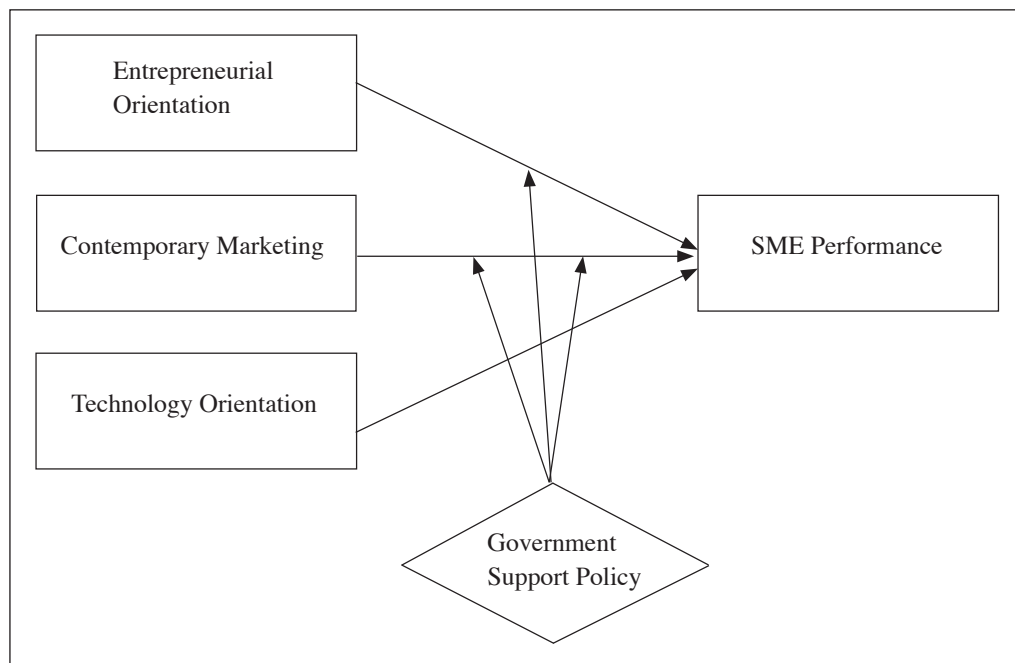 Entrepreneurial
Orientation
Contemporary Marketing
SME Performance
Technology Orientation
Government
Support Policy